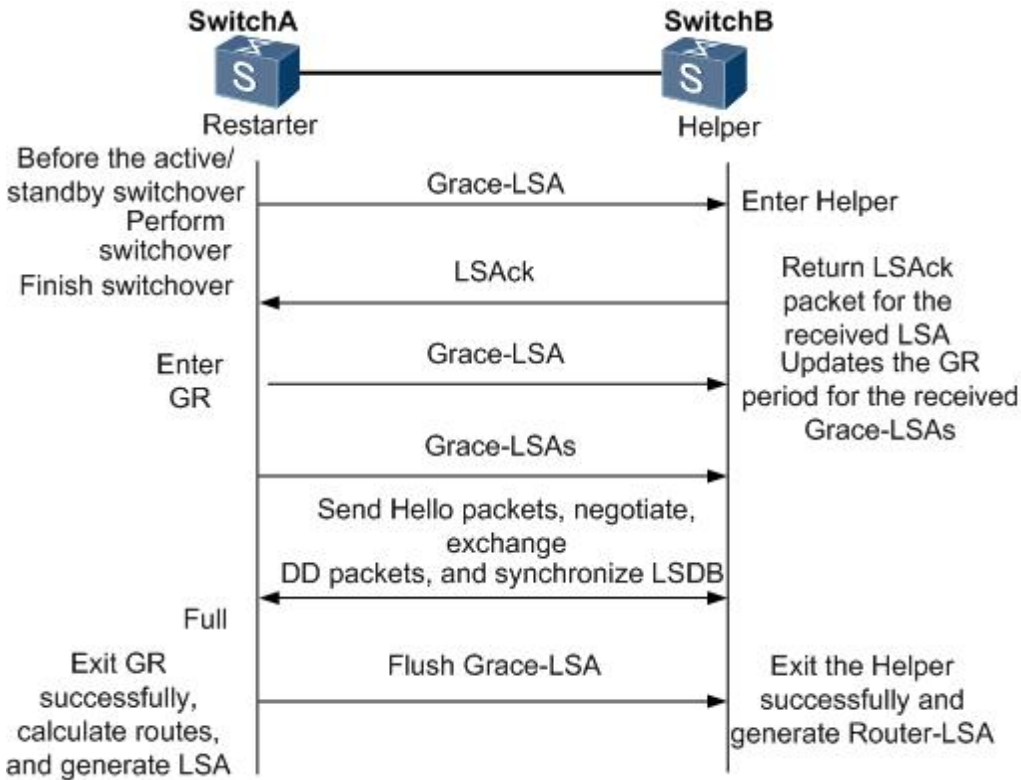 SwitchA
SwitchB
S
S
Restarter
Helper
Before the active/
standby switchover
Grace-LSA
Enter Helper
Perform
switchover
Finish switchover
LSAck
Return LSAck
packet for the
received LSA
Enter
GR
Grace-LSA
Updates the GR
period for the received
Grace-LSAs
Grace-LSAs
Send Hello packets, negotiate,
exchange
DD packets, and synchronize LSDB
Full
Exit GR
successfully,
calculate routes,
and generate LSA
Flush Grace-LSA
Exit the Helper
successfully and
generate Router-LSA